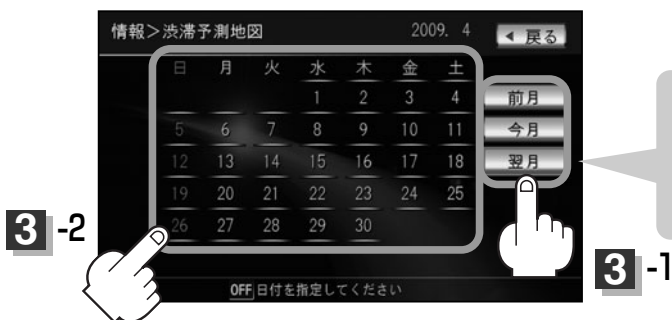 情報＞渋滞予測地図 2009. 4 ◀ 戻る
日 月 火 水 木 金 土
1 2 3 4
5 6 7 8 9 10 11
12 13 14 15 16 17 18
19 20 21 22 23 24 25
26 27 28 29 30
前月
今月
翌月
3 -2
3 -1
OFF 日付を指定してください